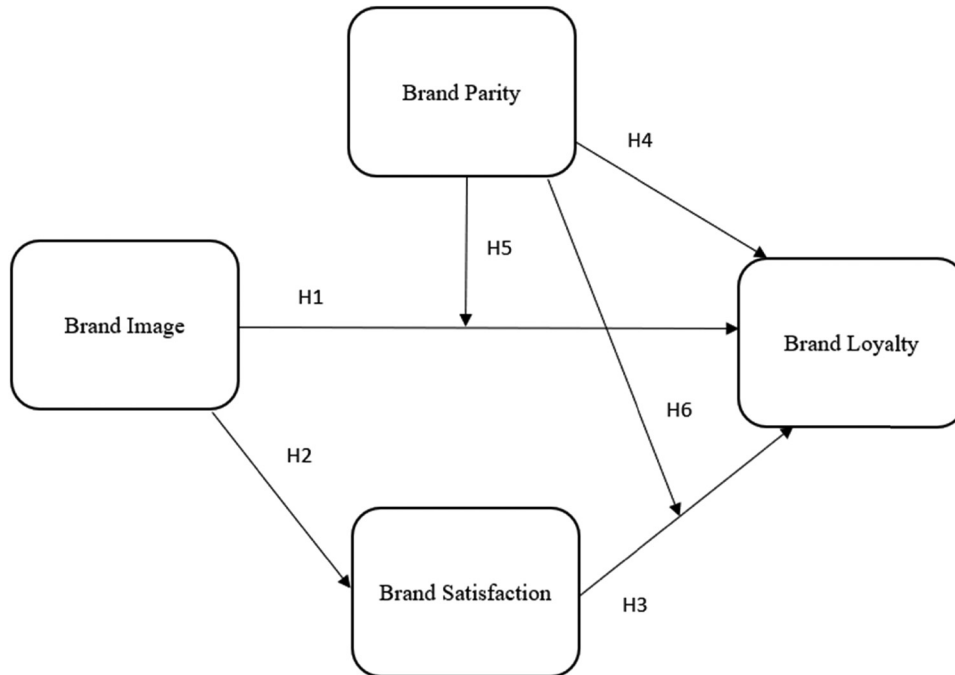 Brand Parity
H4
H5
H1
Brand Image
Brand Loyalty
H6
H2
Brand Satisfaction
H3